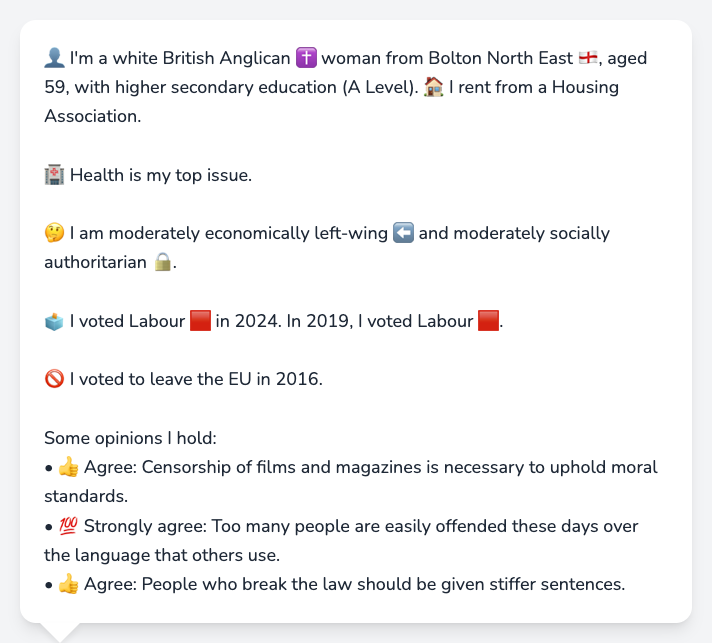 👤 I'm a white British Anglican ✝️ woman from Bolton North East 🏴󠁧󠁢󠁥󠁮󠁧󠁿, aged
59, with higher secondary education (A Level). 🏠 I rent from a Housing
Association.
🏥 Health is my top issue.
🤔 I am moderately economically left-wing ⬅️ and moderately socially
authoritarian 🔒.
🗳️ I voted Labour 🟥 in 2024. In 2019, I voted Labour 🟥.
🚫 I voted to leave the EU in 2016.
Some opinions I hold:
• 👍 Agree: Censorship of films and magazines is necessary to uphold moral
standards.
• 💯 Strongly agree: Too many people are easily offended these days over
the language that others use.
• 👍 Agree: People who break the law should be given stiffer sentences.